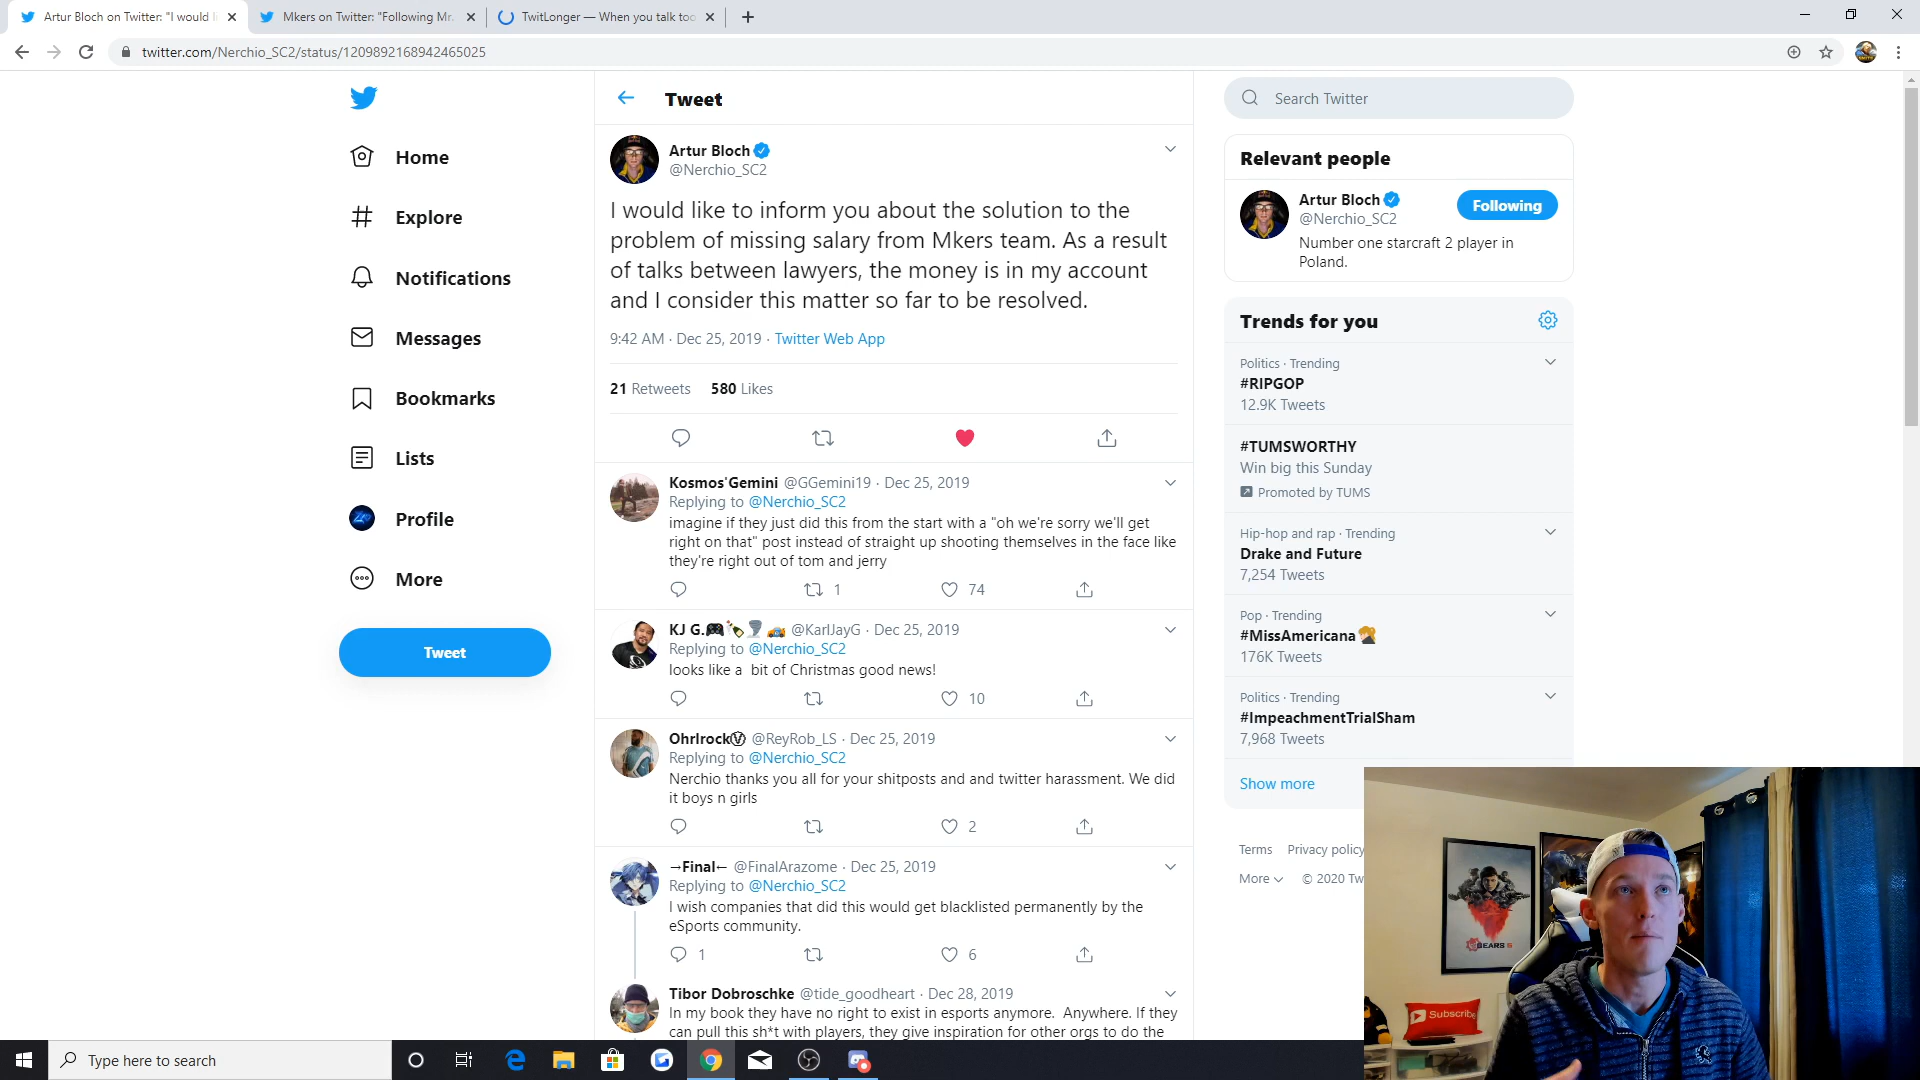 Artur Bloch on Twitter: "I would li
Mkers on Twitter: "Following Mr.
TwitLonger — When you talk too
twitter.com/Nerchio_SC2/status/1209892168942465025
Home
Explore
Notifications
Messages
Bookmarks
Lists
Profile
More
Tweet
Tweet
Artur Bloch
@Nerchio_SC2
I would like to inform you about the solution to the
problem of missing salary from Mkers team. As a result
of talks between lawyers, the money is in my account
and I consider this matter so far to be resolved.
9:42 AM · Dec 25, 2019 · Twitter Web App
21 Retweets 580 Likes
Kosmos'Gemini @GGemini19 · Dec 25, 2019
Replying to @Nerchio_SC2
imagine if they just did this from the start with a "oh we're sorry we'll get
right on that" post instead of straight up shooting themselves in the face like
they're right out of tom and jerry
1 74
KJ G.🎮🍾🌪🚕 @KarlJayG · Dec 25, 2019
Replying to @Nerchio_SC2
looks like a  bit of Christmas good news!
10
OhrlrockⓋ @ReyRob_LS · Dec 25, 2019
Replying to @Nerchio_SC2
Nerchio thanks you all for your shitposts and and twitter harassment. We did
it boys n girls
2
→Final← @FinalArazome · Dec 25, 2019
Replying to @Nerchio_SC2
I wish companies that did this would get blacklisted permanently by the
eSports community.
1 6
Tibor Dobroschke @tide_goodheart · Dec 28, 2019
In my book they have no right to exist in esports anymore.  Anywhere. If they
can pull this sh*t with players, they give inspiration for other orgs to do the
Search Twitter
Relevant people
Artur Bloch
@Nerchio_SC2
Following
Number one starcraft 2 player in
Poland.
Trends for you
Politics · Trending
#RIPGOP
12.9K Tweets
#TUMSWORTHY
Win big this Sunday
Promoted by TUMS
Hip-hop and rap · Trending
Drake and Future
7,254 Tweets
Pop · Trending
#MissAmericana
176K Tweets
Politics · Trending
#ImpeachmentTrialSham
7,968 Tweets
Show more
Terms Privacy policy
More © 2020 Tw
GEARS 5
Subscribe
Type here to search